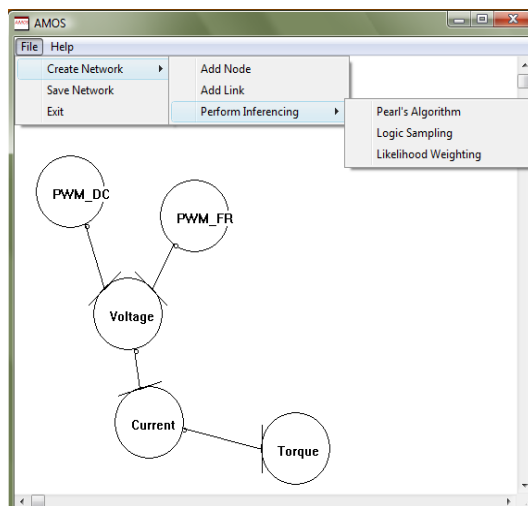 AMOS
File Help
Create Network
Save Network
Exit
Add Node
Add Link
Perform Inferencing
Pearl's Algorithm
Logic Sampling
Likelihood Weighting
PWM_DC
PWM_FR
Voltage
Current
Torque